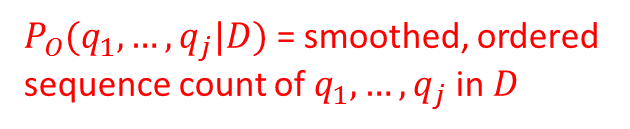 P_O(q_1, … , q_j|D) = smoothed, ordered
sequence count of q_1, … , q_j in D